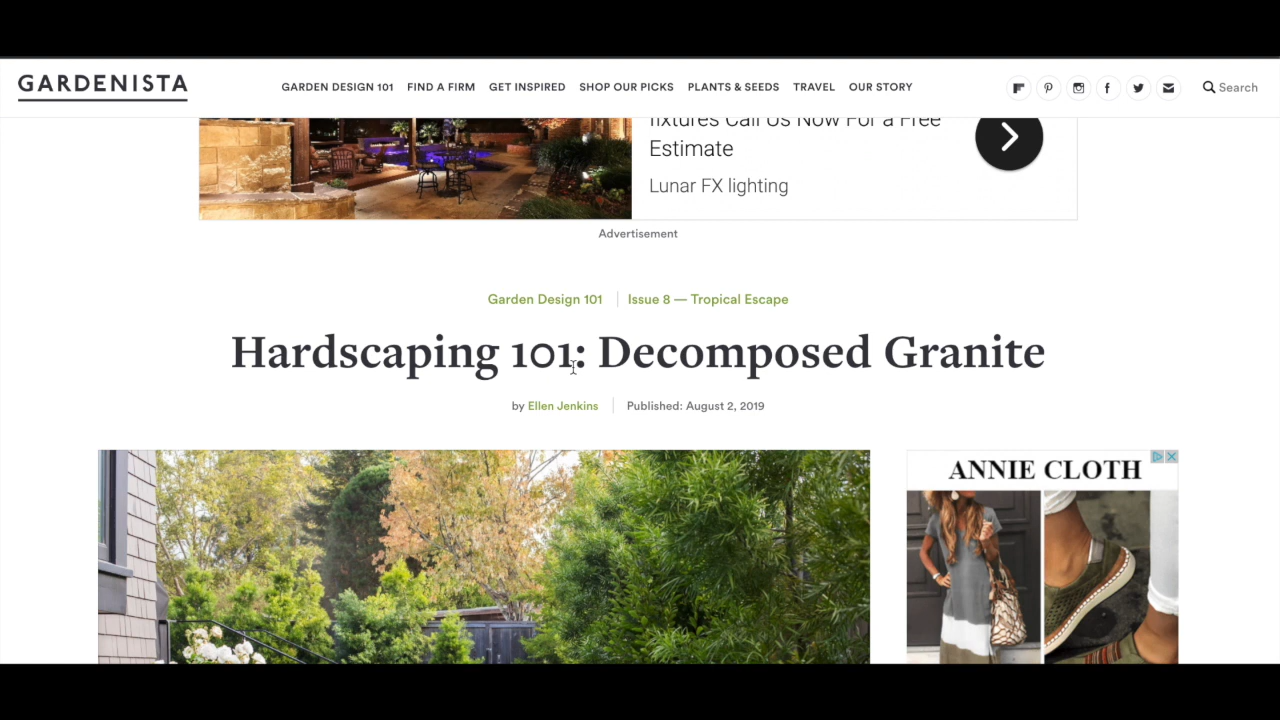 GARDENISTA
GARDEN DESIGN 101 FIND A FIRM GET INSPIRED SHOP OUR PICKS PLANTS & SEEDS TRAVEL OUR STORY
Search
fixtures Call Us Now For a Free
Estimate
Lunar FX lighting
Advertisement
Garden Design 101 Issue 8 — Tropical Escape
Hardscaping 101: Decomposed Granite
by Ellen Jenkins Published: August 2, 2019
ANNIE CLOTH